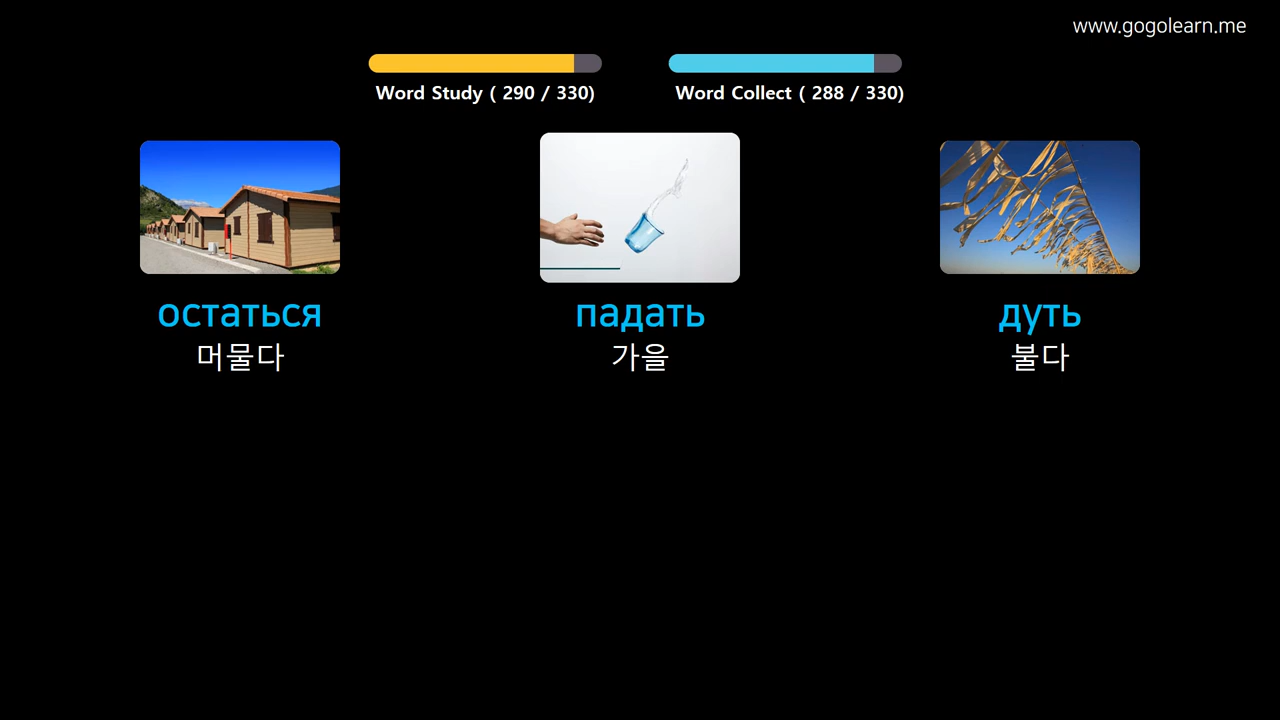 www.gogolearn.me
Word Study ( 290 / 330)
Word Collect ( 288 / 330)
остаться
падать
дуть
머물다
가을
불다